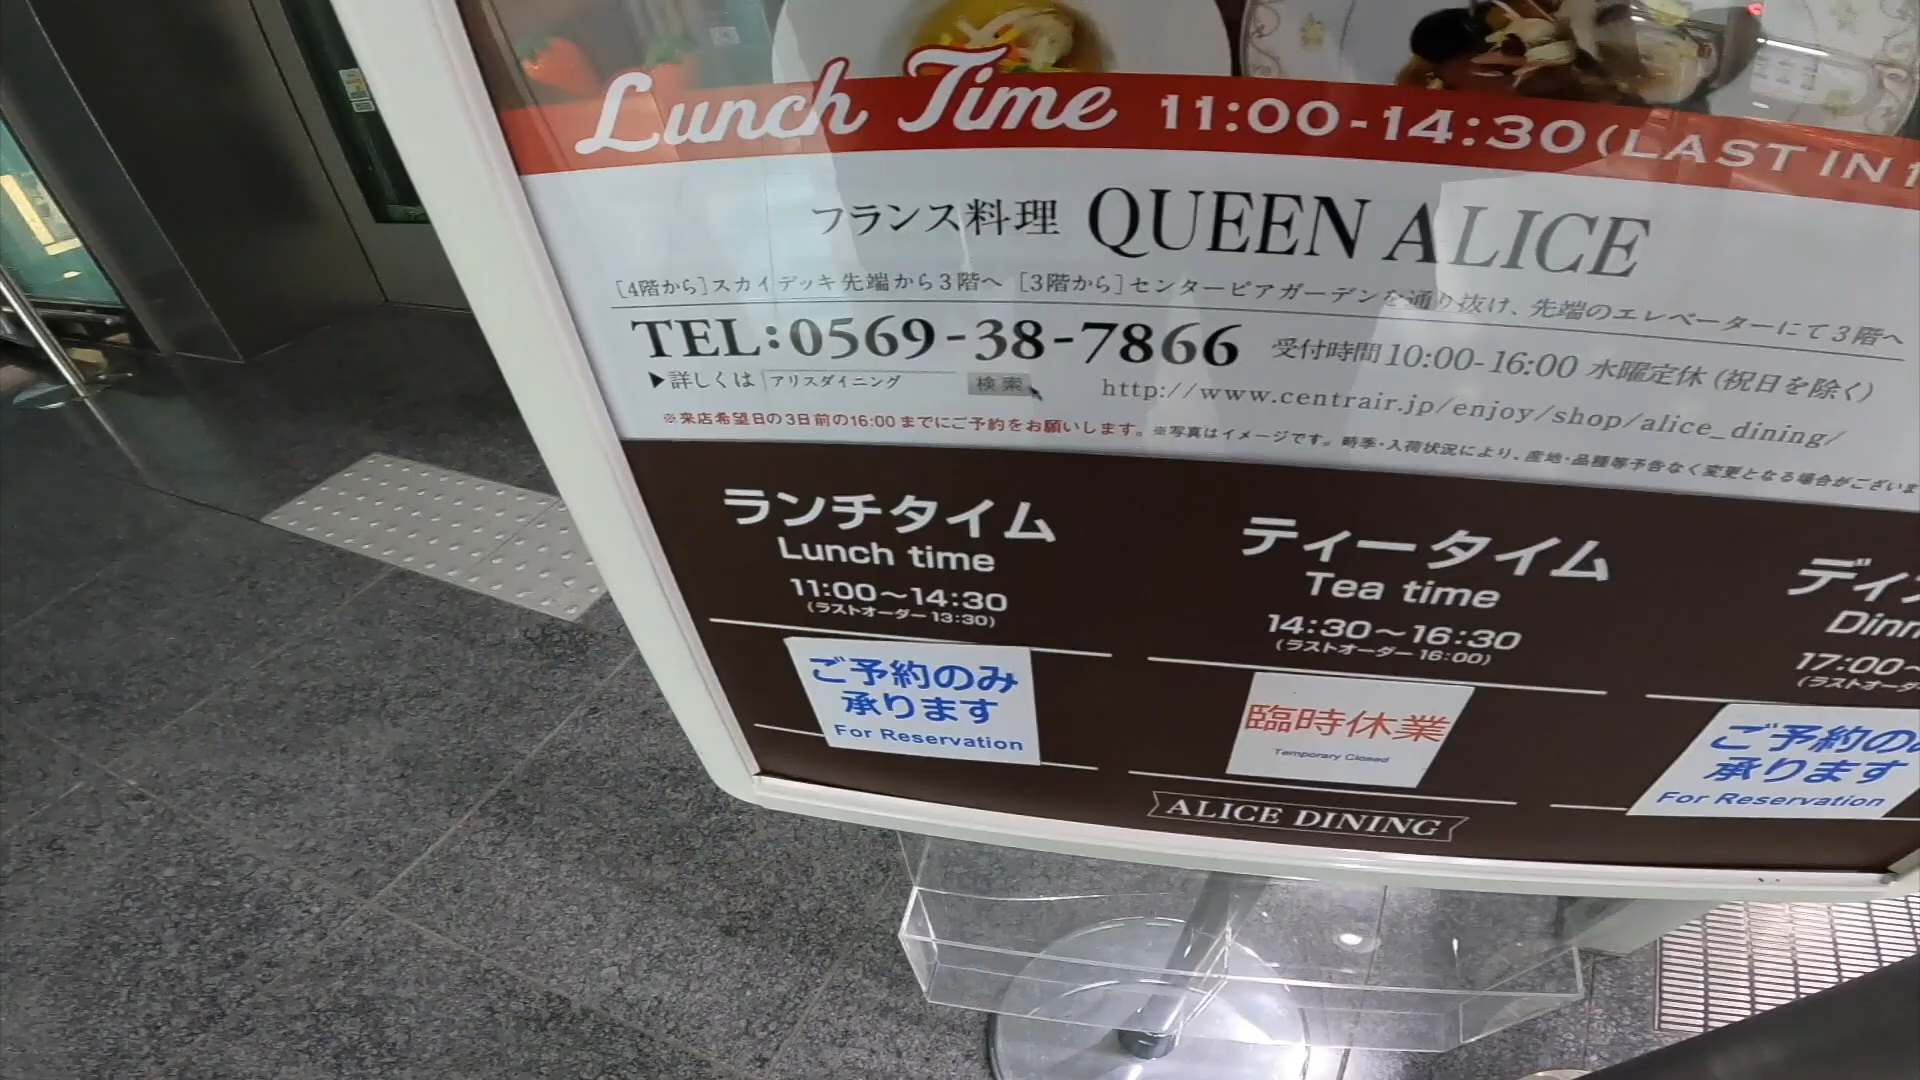 Lunch Time 11:00-14:30(LAST IN
フランス料理 QUEEN ALICE
[4階から]スカイデッキ先端から3階へ [3階から]センターピアガーデンを通り抜け、先端のエレベーターにて3階へ
TEL:0569-38-7866 受付時間10:00-16:00 水曜定休(祝日を除く)
▶詳しくは アリスダイニング 検索 http://www.centrair.jp/enjoy/shop/alice_dining/
※来店希望日の3日前の16:00までにご予約をお願いします。※写真はイメージです。時季・入荷状況により、産地・品種等予告なく変更となる場合がございま
ランチタイム
Lunch time
11:00～14:30
(ラストオーダー 13:30)
ご予約のみ
承ります
For Reservation
ティータイム
Tea time
14:30～16:30
(ラストオーダー 16:00)
臨時休業
Temporary Closed
ディ
Dinn
17:00～
(ラストオーダ
ご予約のみ
承ります
For Reservation
ALICE DINING